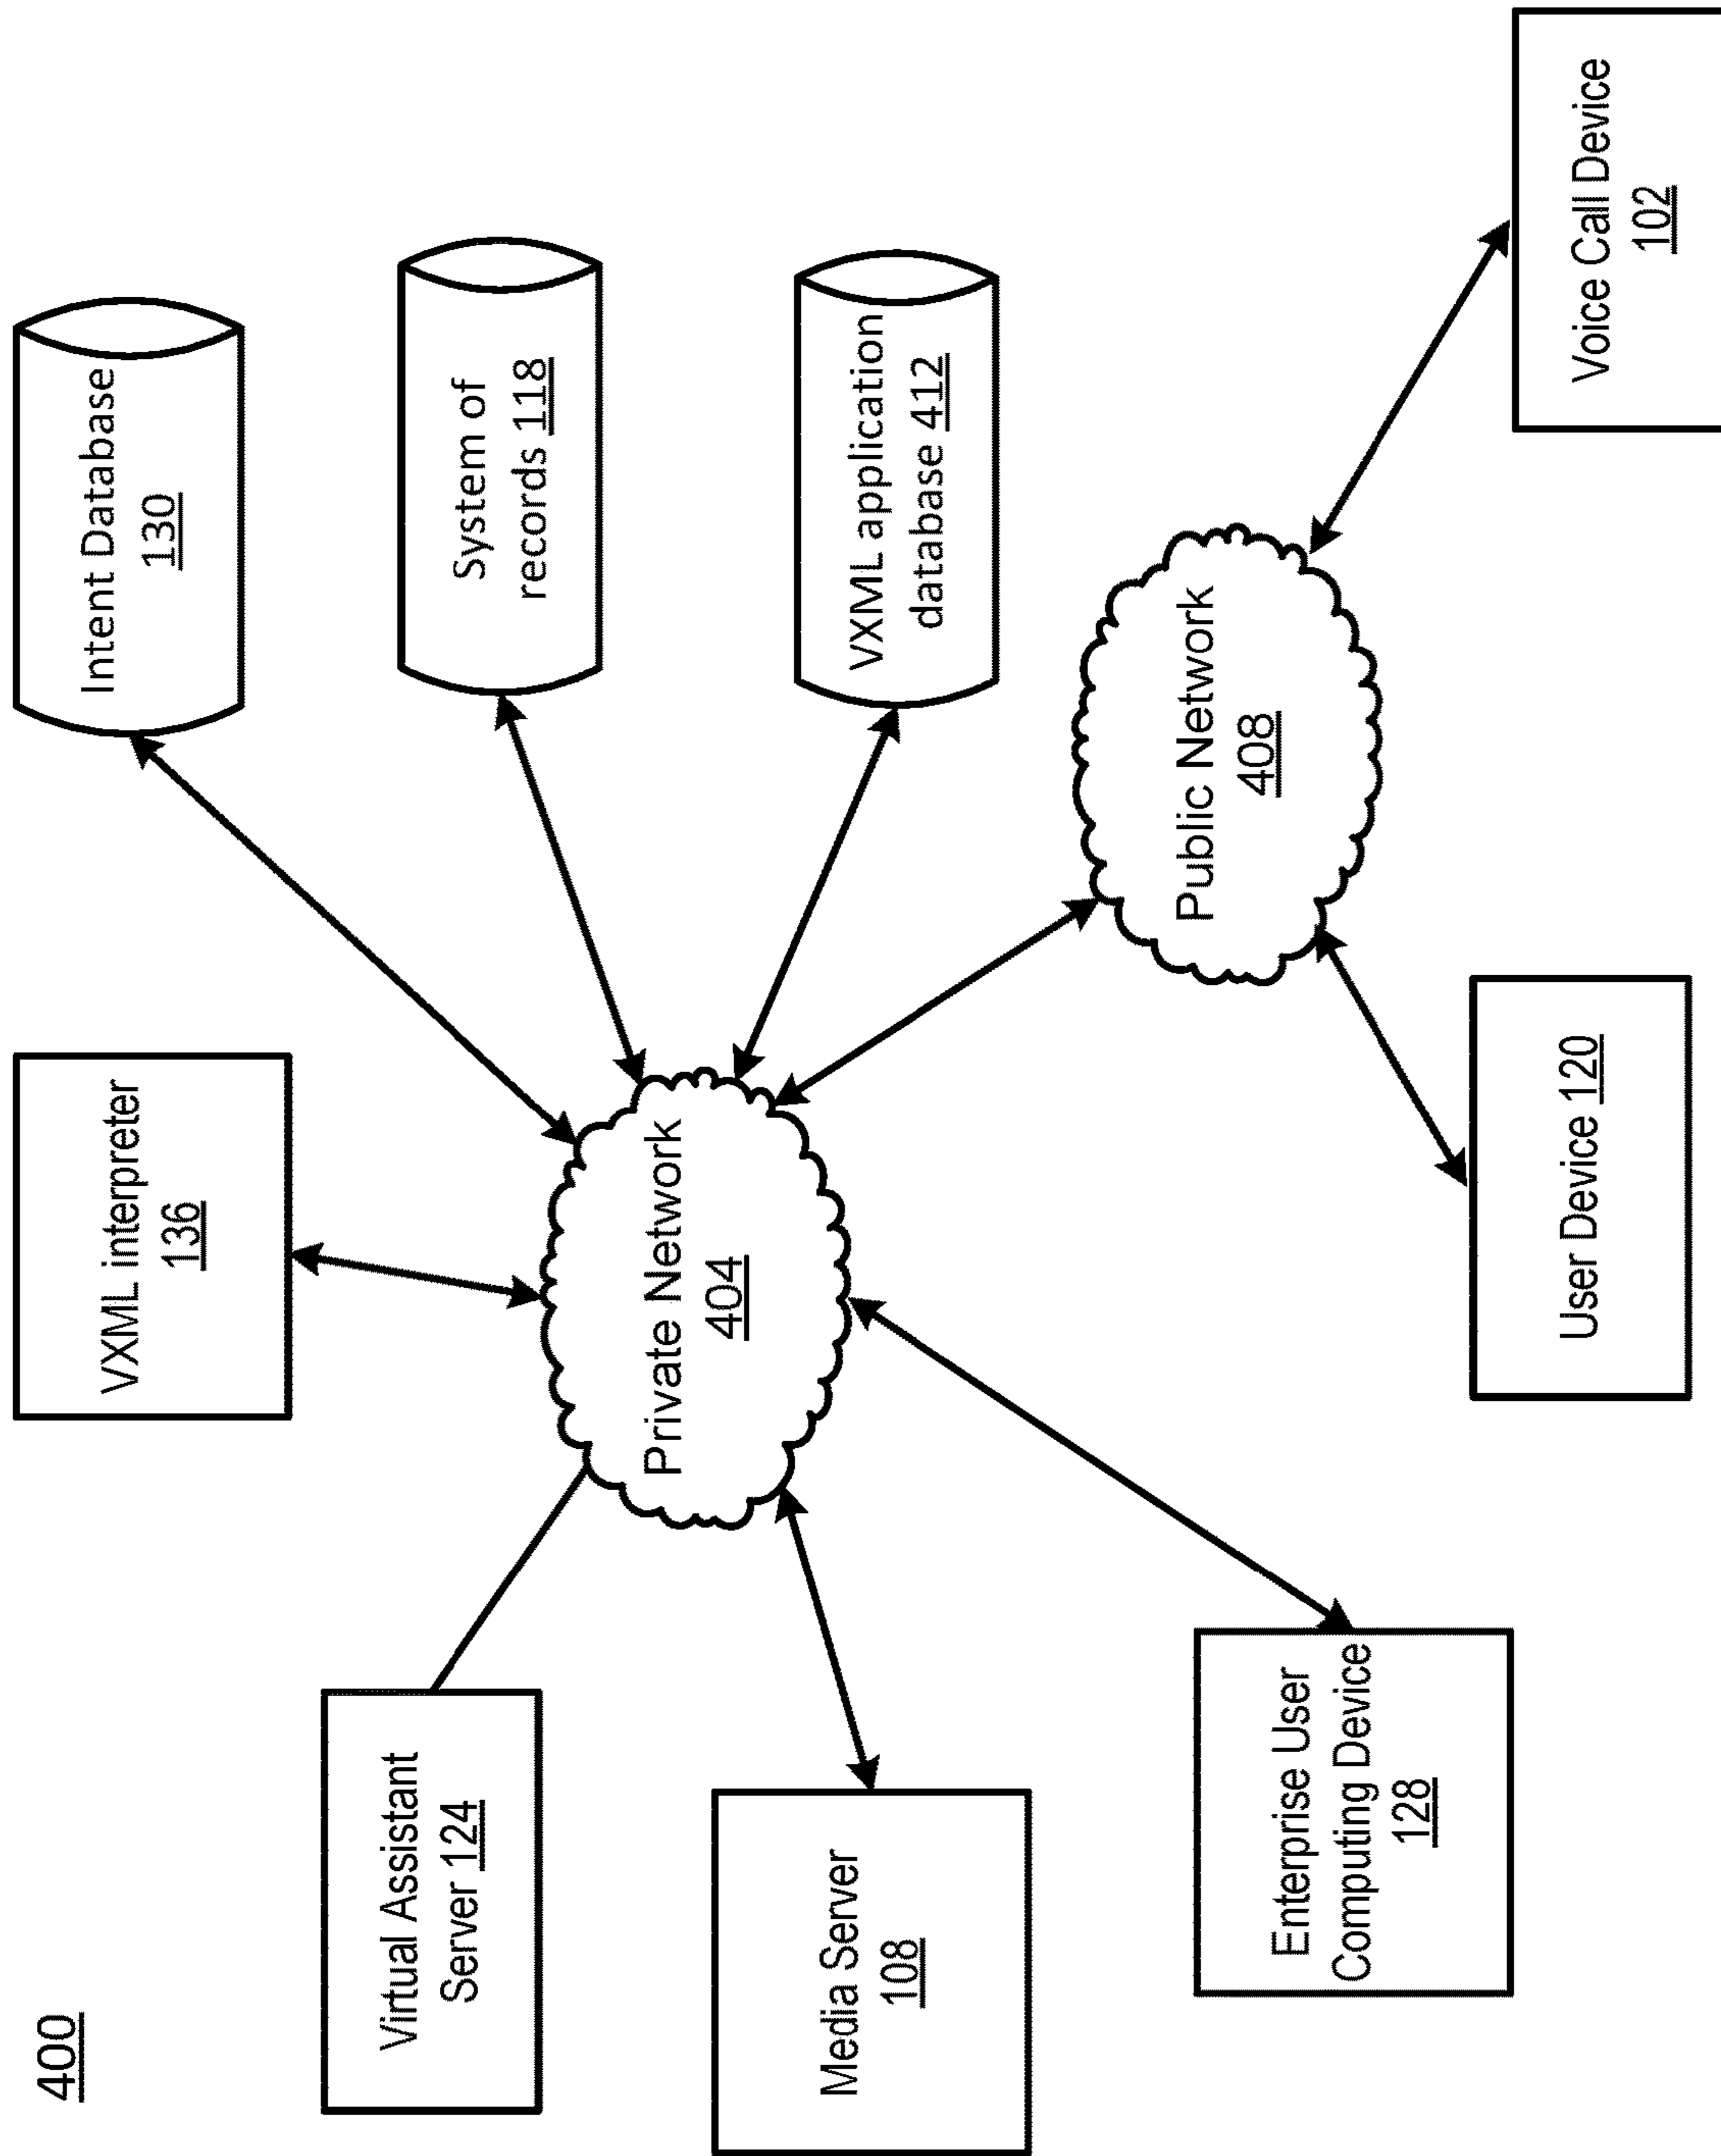 400
Virtual Assistant
Server 124
VXML interpreter
136
Intent Database
130
System of
records 118
Media Server
108
Private Network
404
VXML application
database 412
Enterprise User
Computing Device
128
Public Network
408
User Device 120
Voice Call Device
102